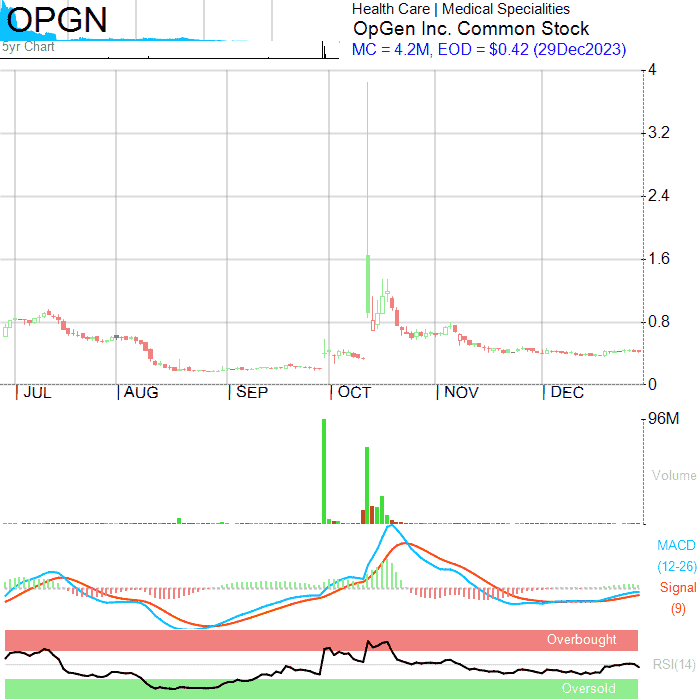 OPGN
5yr Chart
Health Care | Medical Specialities
OpGen Inc. Common Stock
MC = 4.2M, EOD = $0.42 (29Dec2023)
4
3.2
2.4
1.6
0.8
0
JUL AUG SEP OCT NOV DEC
96M
Volume
MACD
(12-26)
Signal
(9)
Overbought
RSI(14)
Oversold